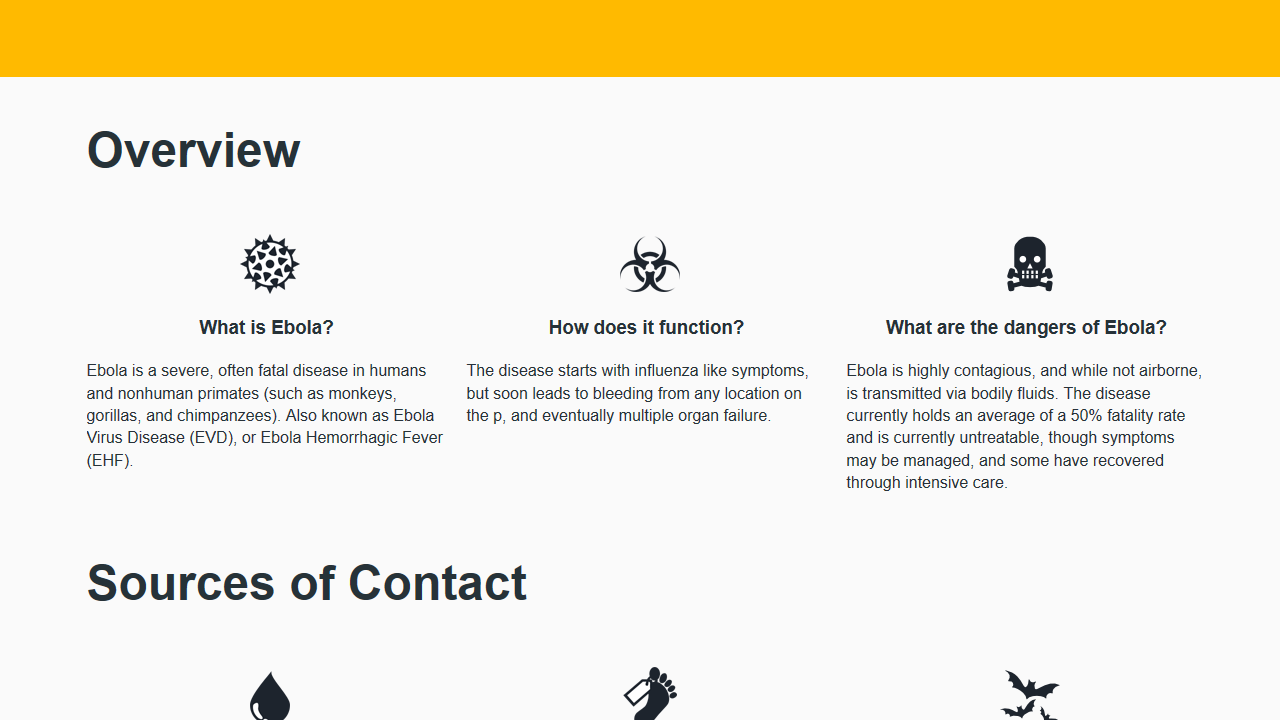 Overview
What is Ebola?
Ebola is a severe, often fatal disease in humans
and nonhuman primates (such as monkeys,
gorillas, and chimpanzees). Also known as Ebola
Virus Disease (EVD), or Ebola Hemorrhagic Fever
(EHF).
How does it function?
The disease starts with influenza like symptoms,
but soon leads to bleeding from any location on
the p, and eventually multiple organ failure.
What are the dangers of Ebola?
Ebola is highly contagious, and while not airborne,
is transmitted via bodily fluids. The disease
currently holds an average of a 50% fatality rate
and is currently untreatable, though symptoms
may be managed, and some have recovered
through intensive care.
Sources of Contact